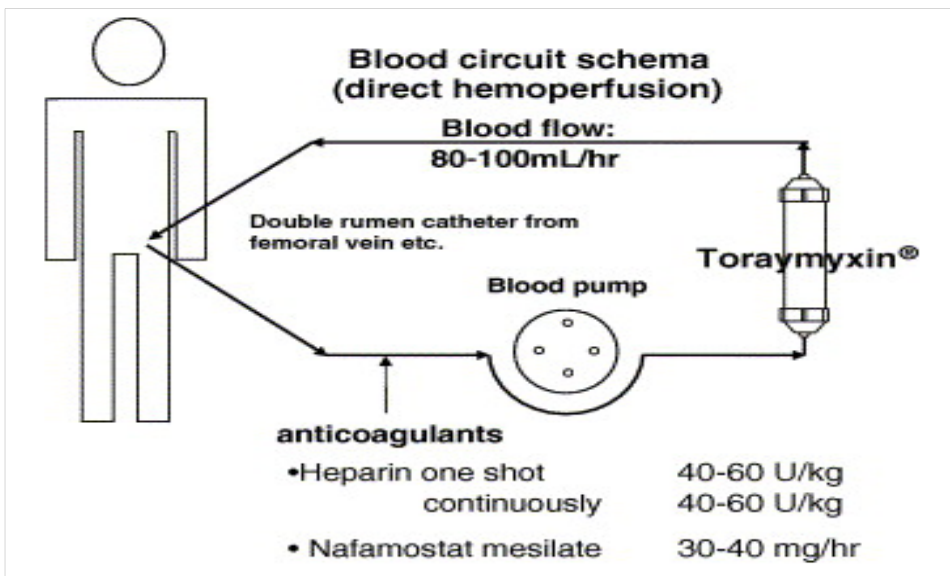 Blood circuit schema
(direct hemoperfusion)
Blood flow:
80-100mL/hr
Double rumen catheter from
femoral vein etc.
Toraymyxin®
Blood pump
anticoagulants
•Heparin one shot 40-60 U/kg
continuously 40-60 U/kg
• Nafamostat mesilate 30-40 mg/hr